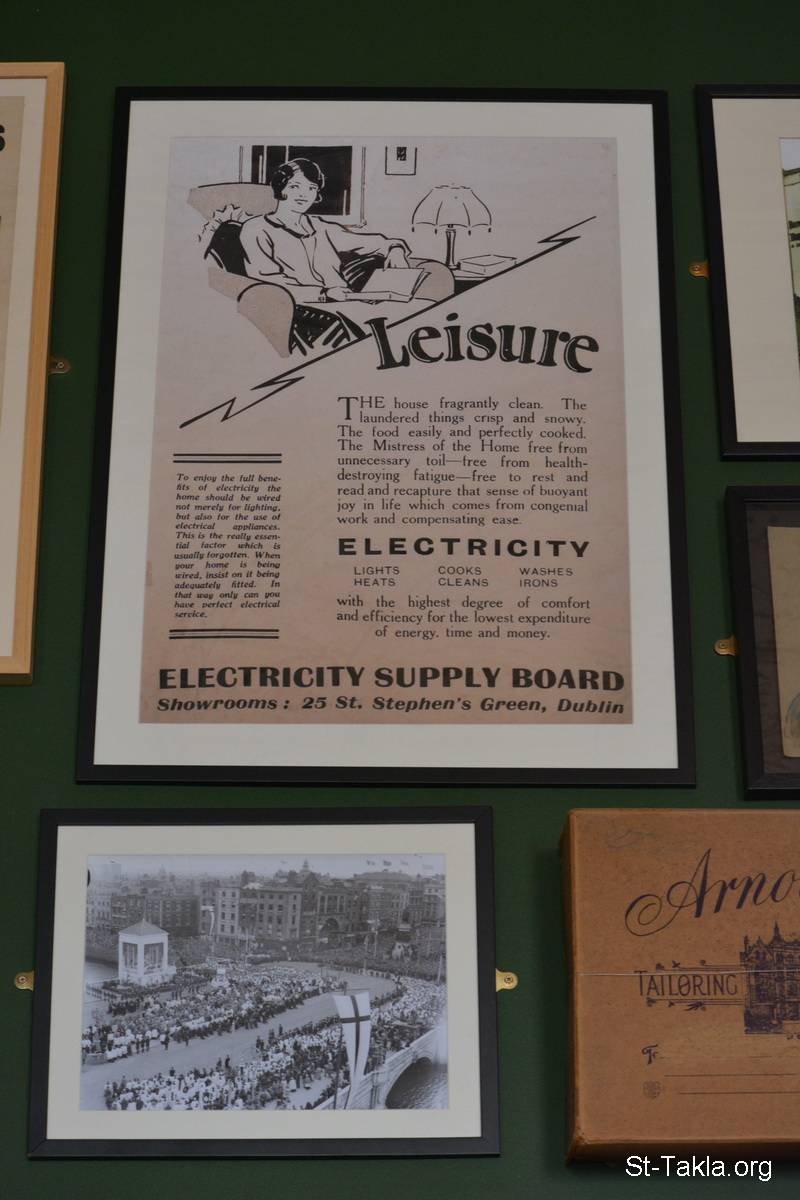 S
Leisure
THE house fragrantly clean. The
laundered things crisp and snowy.
The food easily and perfectly cooked.
The Mistress of the Home free from
unnecessary toil—free from health-
destroying fatigue—free to rest and
read and recapture that sense of buoyant
joy in life which comes from congenial
work and compensating ease.
ELECTRICITY
LIGHTS COOKS WASHES
HEATS CLEANS IRONS
with the highest degree of comfort
and efficiency for the lowest expenditure
of energy, time and money.
To enjoy the full bene-
fits of electricity the
home should be wired
not merely for lighting,
but also for the use of
electrical appliances.
This is the really essen-
tial factor which is
usually forgotten. When
your home is being
wired, insist on it being
adequately fitted. In
that way only can you
have perfect electrical
service.
ELECTRICITY SUPPLY BOARD
Showrooms: 25 St. Stephen's Green, Dublin
Arno
TAILORING
To
St-Takla.org